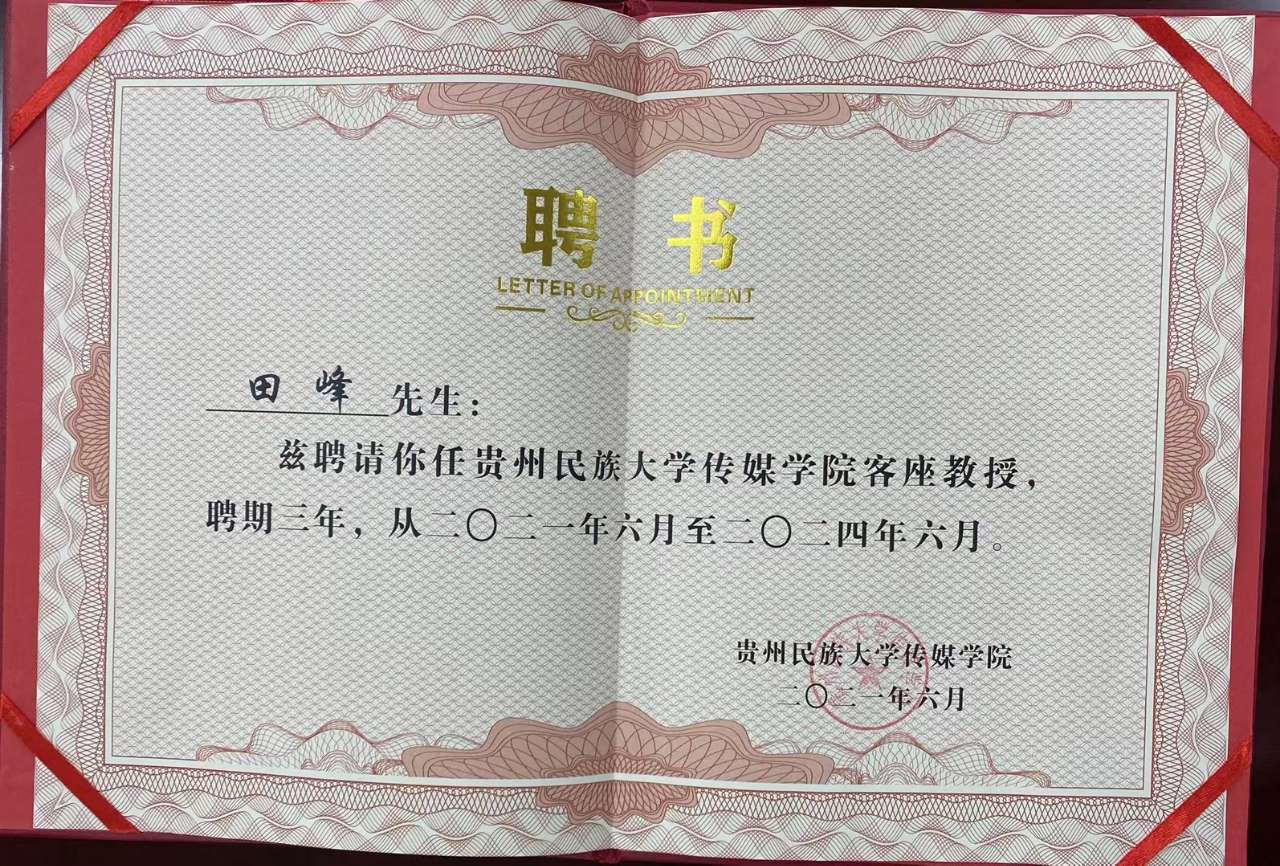 聘 书
LETTER OF APPOINTMENT
田 峰 先生：
兹聘请你任贵州民族大学传媒学院客座教授，
聘期三年，从二〇二一年六月至二〇二四年六月。
贵州民族大学传媒学院
二〇二一年六月